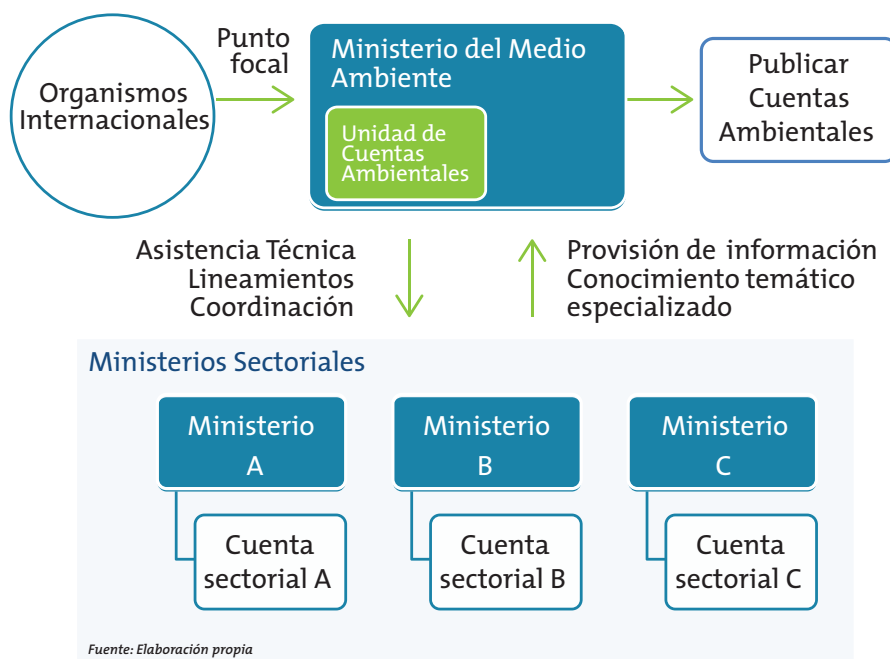 Organismos
Internacionales
Punto
focal
Ministerio del Medio
Ambiente
Unidad de
Cuentas
Ambientales
Publicar
Cuentas
Ambientales
Asistencia Técnica
Lineamientos
Coordinación
Provisión de información
Conocimiento temático
especializado
Ministerios Sectoriales
Ministerio
A
Ministerio
B
Ministerio
C
Cuenta
sectorial A
Cuenta
sectorial B
Cuenta
sectorial C
Fuente: Elaboración propia